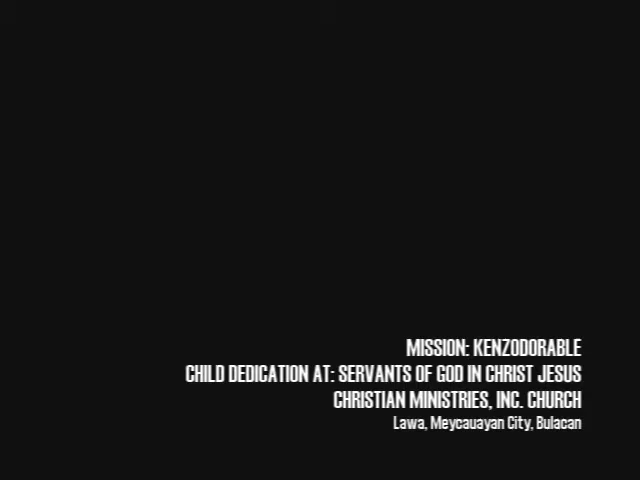 MISSION: KENZODORABLE
CHILD DEDICATION AT: SERVANTS OF GOD IN CHRIST JESUS
CHRISTIAN MINISTRIES, INC. CHURCH
Lawa, Meycauayan City, Bulacan